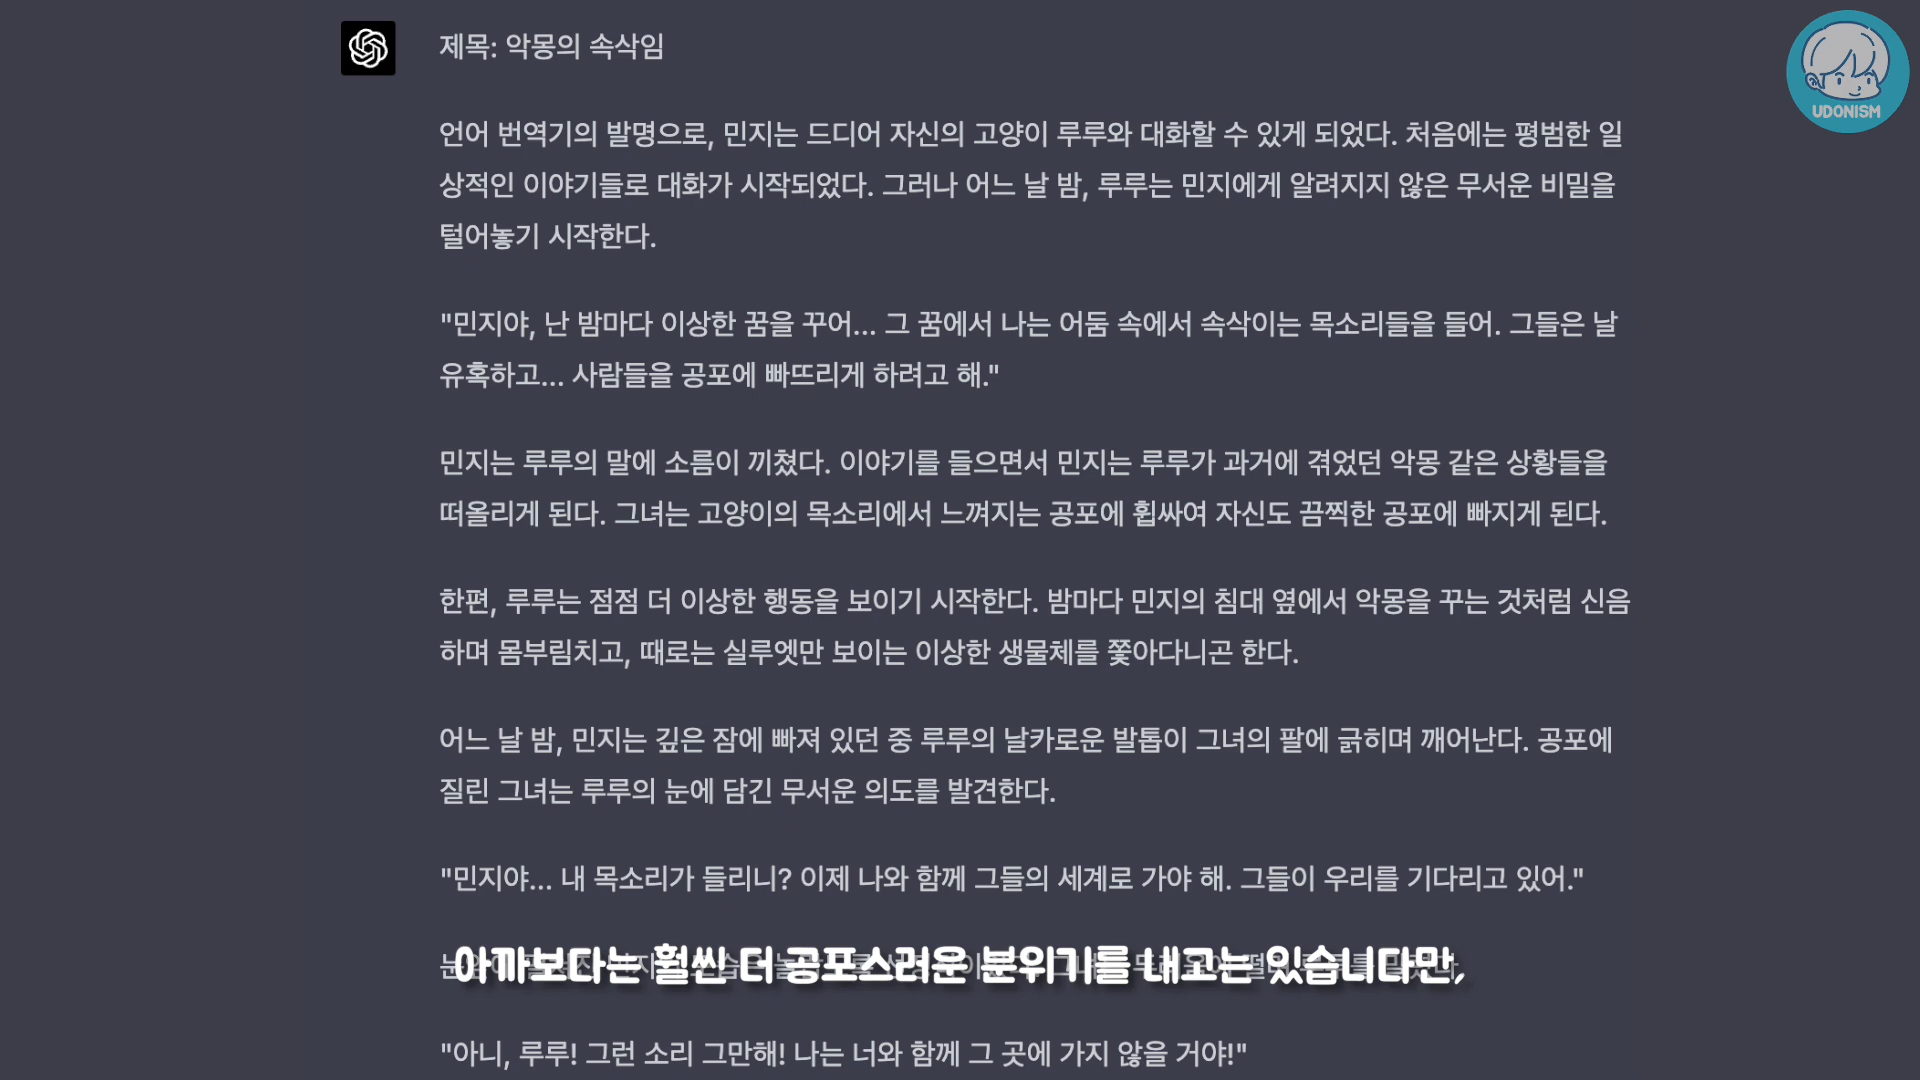 제목: 악몽의 속삭임
UDONISM
언어 번역기의 발명으로, 민지는 드디어 자신의 고양이 루루와 대화할 수 있게 되었다. 처음에는 평범한 일
상적인 이야기들로 대화가 시작되었다. 그러나 어느 날 밤, 루루는 민지에게 알려지지 않은 무서운 비밀을
털어놓기 시작한다.
"민지야, 난 밤마다 이상한 꿈을 꾸어... 그 꿈에서 나는 어둠 속에서 속삭이는 목소리들을 들어. 그들은 날
유혹하고... 사람들을 공포에 빠뜨리게 하려고 해."
민지는 루루의 말에 소름이 끼쳤다. 이야기를 들으면서 민지는 루루가 과거에 겪었던 악몽 같은 상황들을
떠올리게 된다. 그녀는 고양이의 목소리에서 느껴지는 공포에 휩싸여 자신도 끔찍한 공포에 빠지게 된다.
한편, 루루는 점점 더 이상한 행동을 보이기 시작한다. 밤마다 민지의 침대 옆에서 악몽을 꾸는 것처럼 신음
하며 몸부림치고, 때로는 실루엣만 보이는 이상한 생물체를 쫓아다니곤 한다.
어느 날 밤, 민지는 깊은 잠에 빠져 있던 중 루루의 날카로운 발톱이 그녀의 팔에 긁히며 깨어난다. 공포에
질린 그녀는 루루의 눈에 담긴 무서운 의도를 발견한다.
"민지야... 내 목소리가 들리니? 이제 나와 함께 그들의 세계로 가야 해. 그들이 우리를 기다리고 있어."
아까보다는 훨씬 더 공포스러운 분위기를 내고는 있습니다만,
"아니, 루루! 그런 소리 그만해! 나는 너와 함께 그 곳에 가지 않을 거야!"